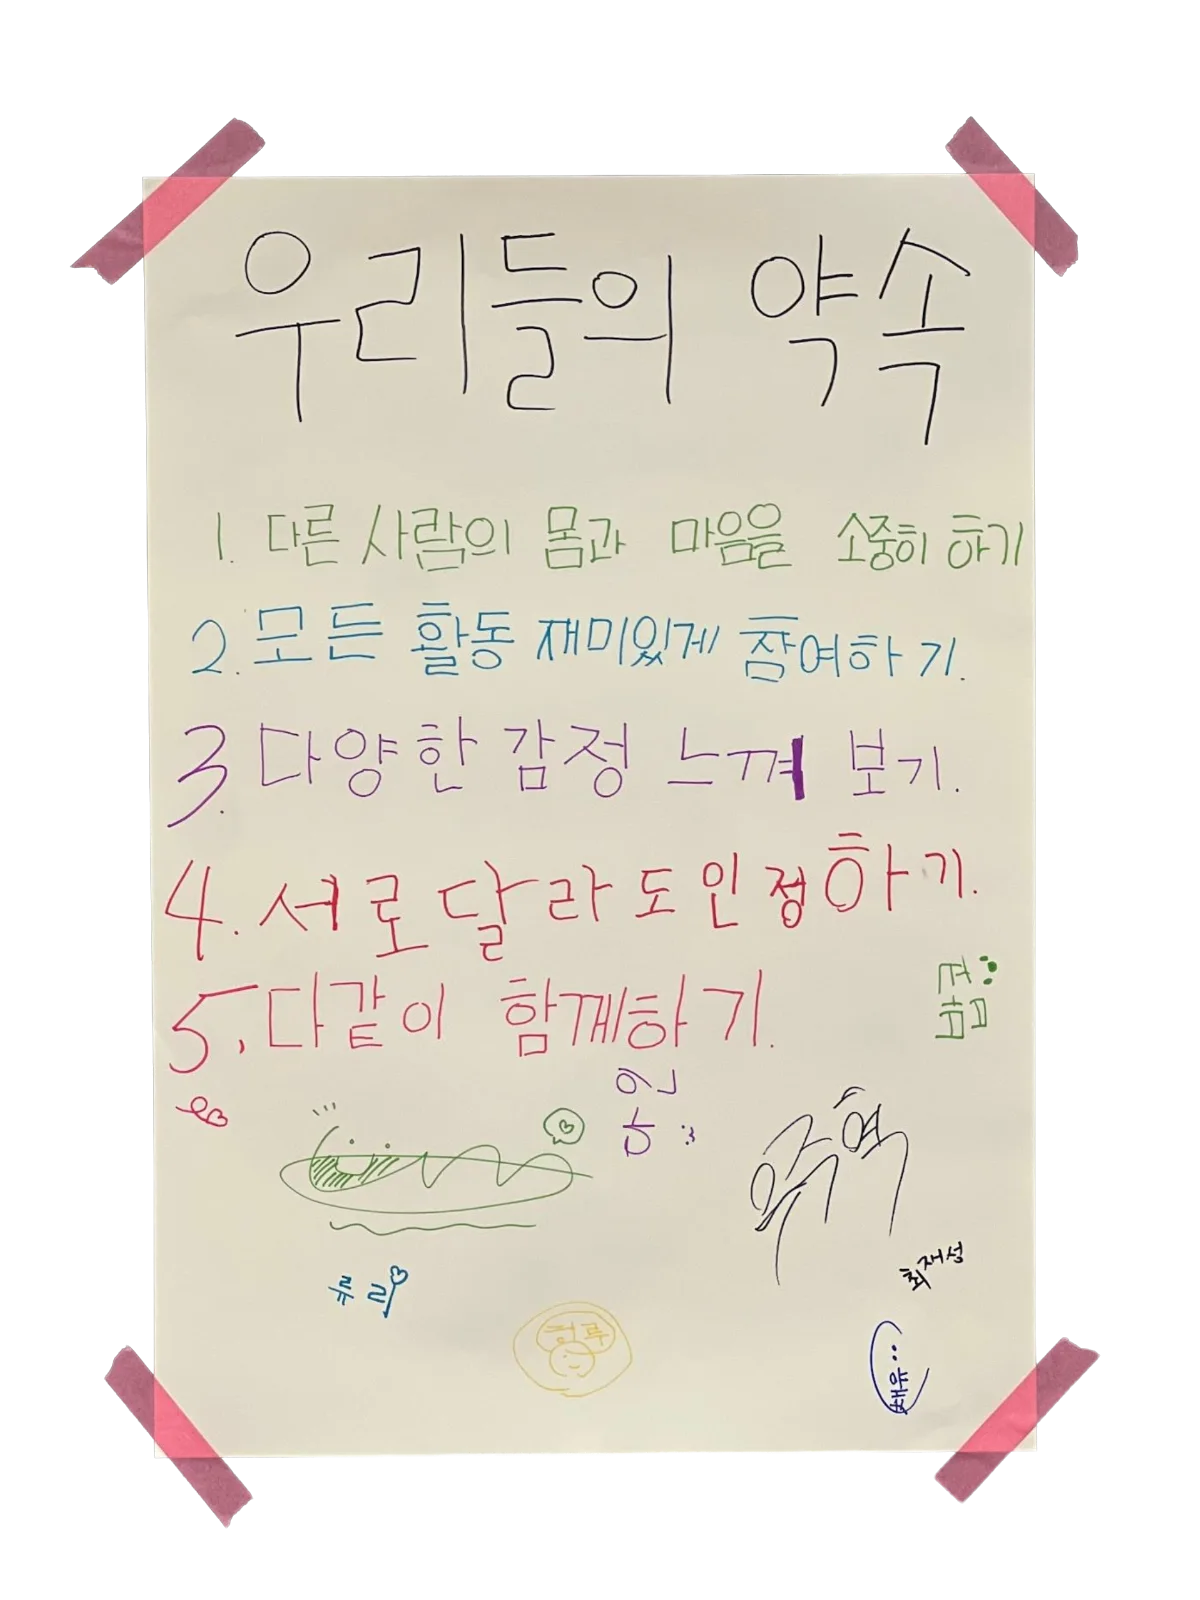 우리들의 약속
1. 다른 사람의 몸과 마음을 소중히 하기
2. 모든 활동 재미있게 참여하기.
3. 다양한 감정 느껴 보기.
4. 서로 달라도 인정하기.
5. 다같이 함께하기.
류리
최재성